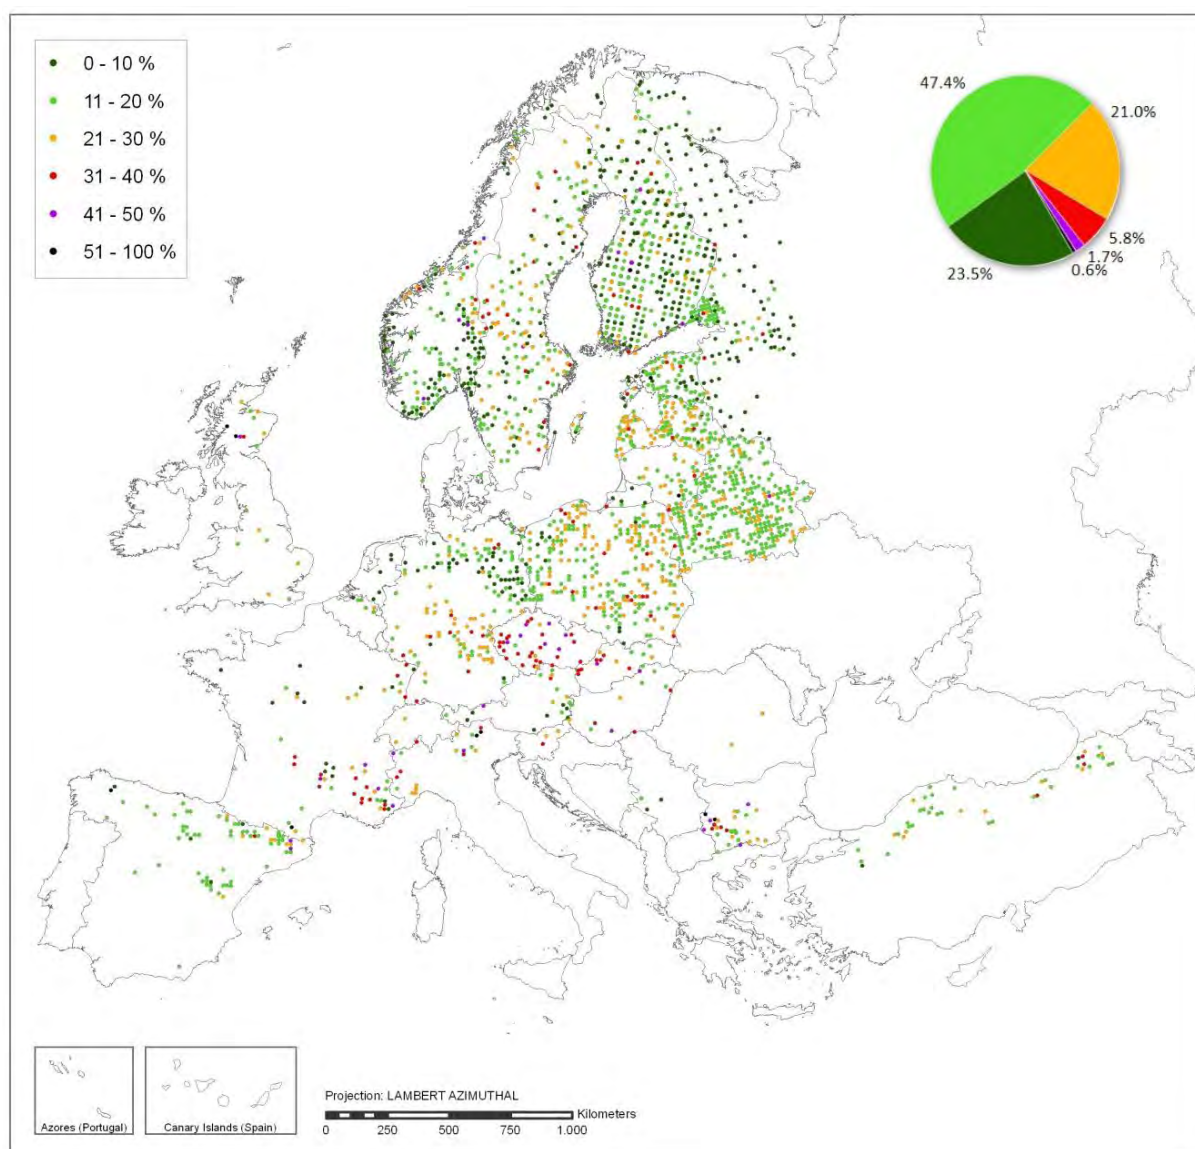 0 - 10 %
11 - 20 %
21 - 30 %
31 - 40 %
41 - 50 %
51 - 100 %
47.4%
21.0%
5.8%
1.7%
0.6%
23.5%
Projection: LAMBERT AZIMUTHAL
Kilometers
0 250 500 750 1.000
Azores (Portugal)
Canary Islands (Spain)